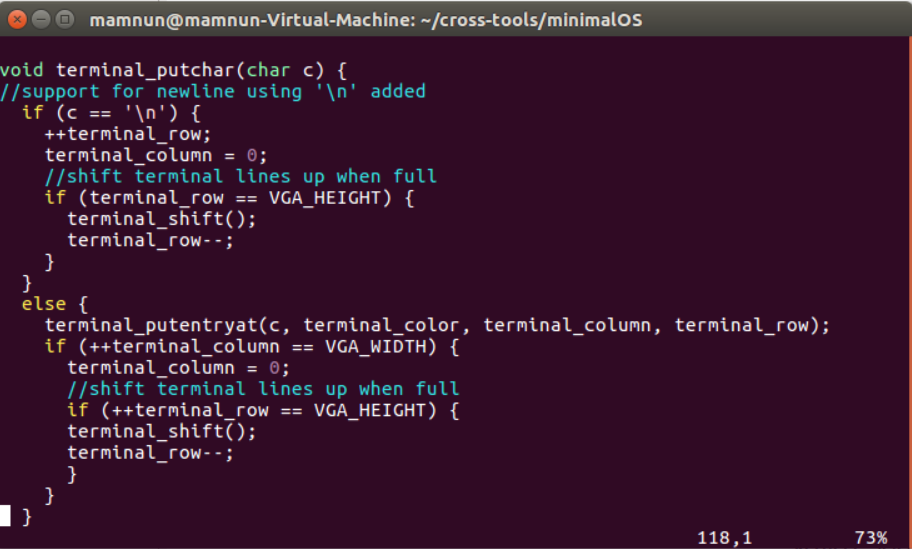 mamnun@mamnun-Virtual-Machine: ~/cross-tools/minimalOS
void terminal_putchar(char c) {
//support for newline using '\n' added
  if (c == '\n') {
    ++terminal_row;
    terminal_column = 0;
    //shift terminal lines up when full
    if (terminal_row == VGA_HEIGHT) {
      terminal_shift();
      terminal_row--;
    }
  }
  else {
    terminal_putentryat(c, terminal_color, terminal_column, terminal_row);
    if (++terminal_column == VGA_WIDTH) {
      terminal_column = 0;
      //shift terminal lines up when full
      if (++terminal_row == VGA_HEIGHT) {
      terminal_shift();
      terminal_row--;
      }
    }
  }
118,1 73%